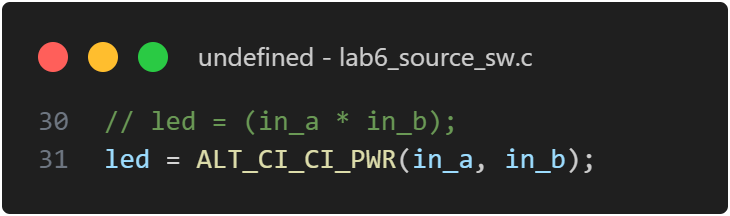 undefined - lab6_source_sw.c
30 // led = (in_a * in_b);
31 led = ALT_CI_CI_PWR(in_a, in_b);